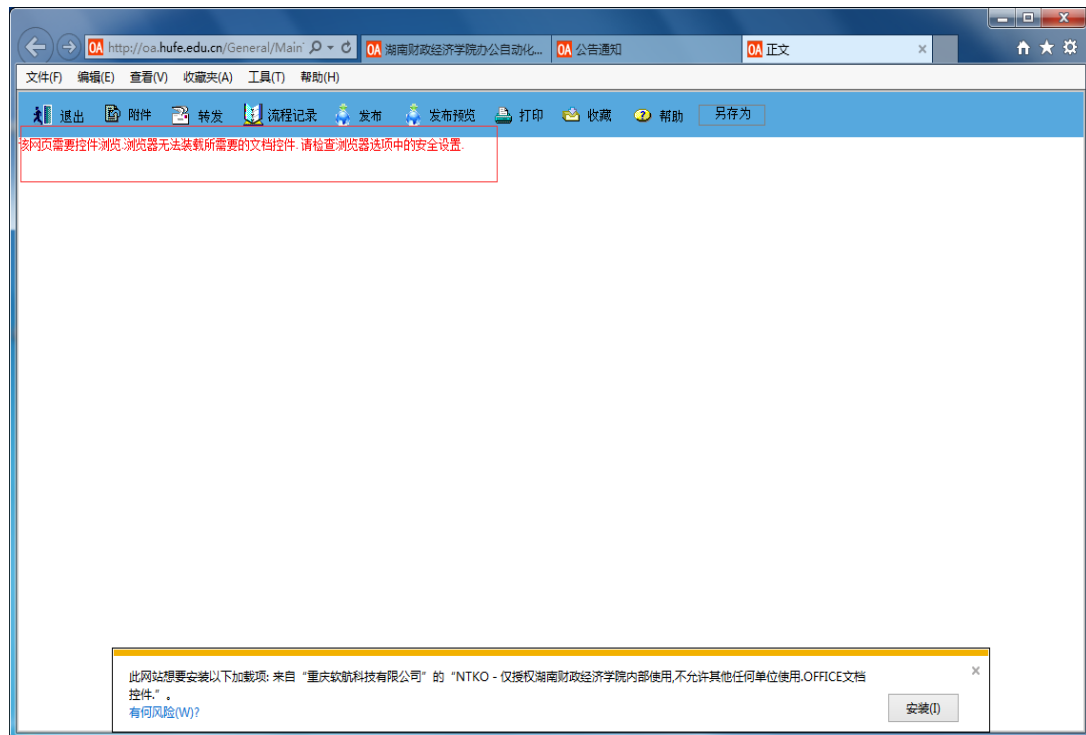 OA http://oa.hufe.edu.cn/General/Main
OA 湖南财政经济学院办公自动化...
OA 公告通知
OA 正文
文件(F) 编辑(E) 查看(V) 收藏夹(A) 工具(T) 帮助(H)
退出 附件 转发 流程记录 发布 发布预览 打印 收藏 帮助 另存为
该网页需要控件浏览.浏览器无法装载所需要的文档控件.请检查浏览器选项中的安全设置.
此网站想要安装以下加载项: 来自“重庆软航科技有限公司”的“NTKO - 仅授权湖南财政经济学院内部使用,不允许其他任何单位使用.OFFICE文档
控件.”。
有何风险(W)?
安装(I)